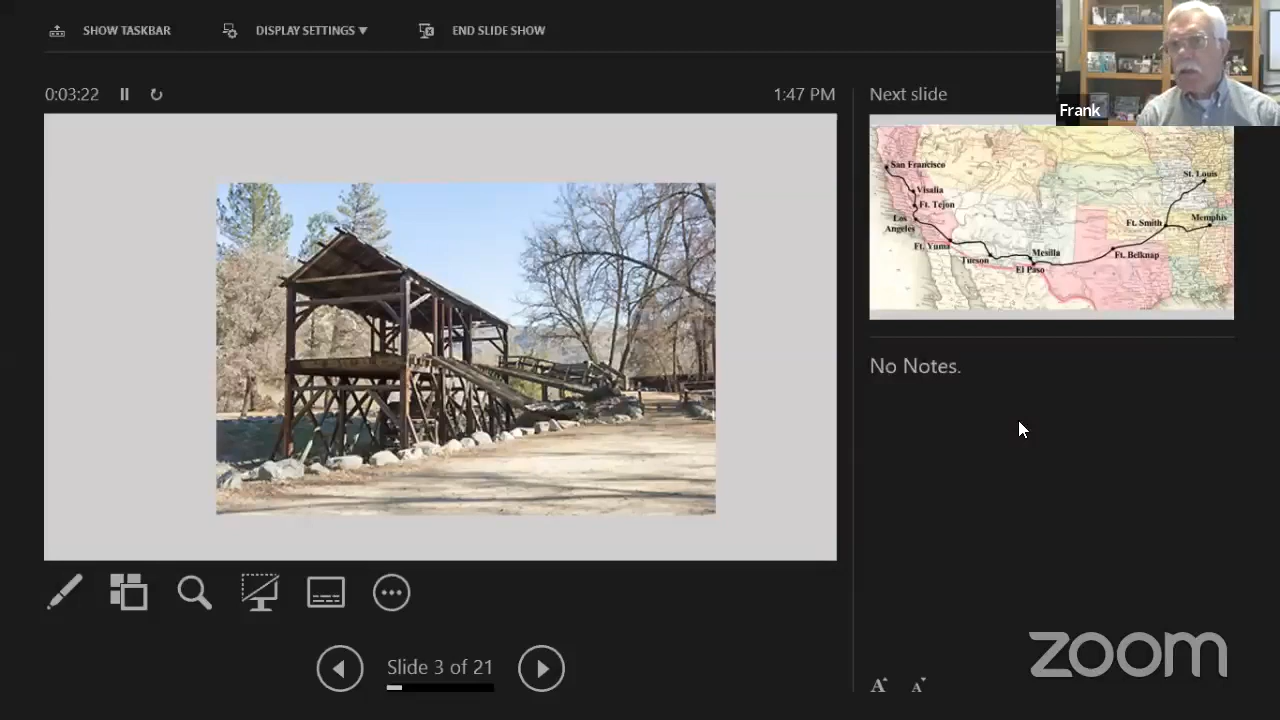 SHOW TASKBAR
DISPLAY SETTINGS ▼
END SLIDE SHOW
0:03:22
1:47 PM
Next slide
Frank
San Francisco
Visalia
Ft. Tejon
Los
Angeles
Ft. Yuma
Tucson
Mesilla
El Paso
Ft. Belknap
Ft. Smith
Memphis
St. Louis
No Notes.
Slide 3 of 21
A A
zoom